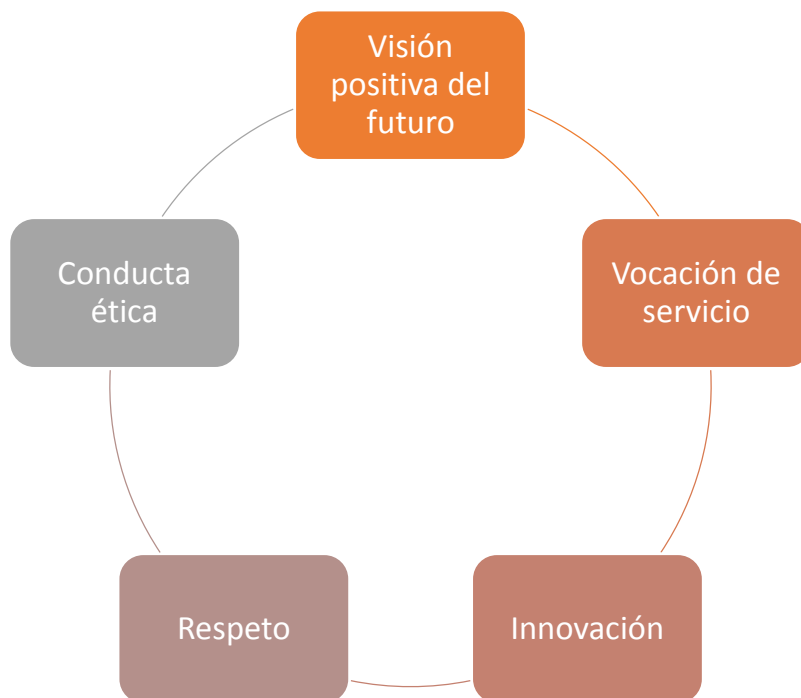 Visión
positiva del
futuro
Vocación de
servicio
Innovación
Respeto
Conducta
ética